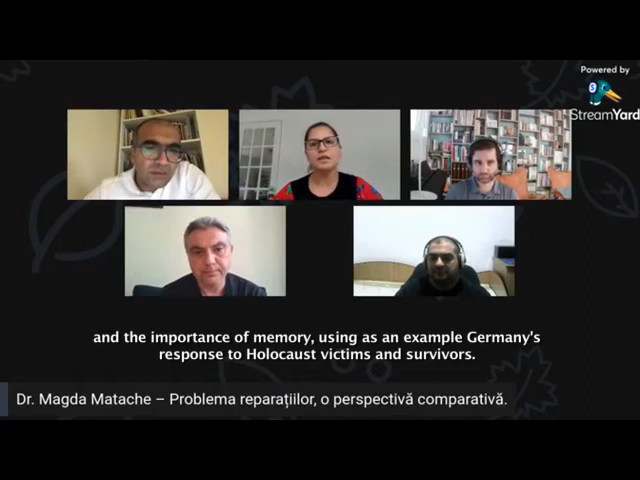 Powered by
StreamYard
and the importance of memory, using as an example Germany's
response to Holocaust victims and survivors.
Dr. Magda Matache – Problema reparațiilor, o perspectivă comparativă.